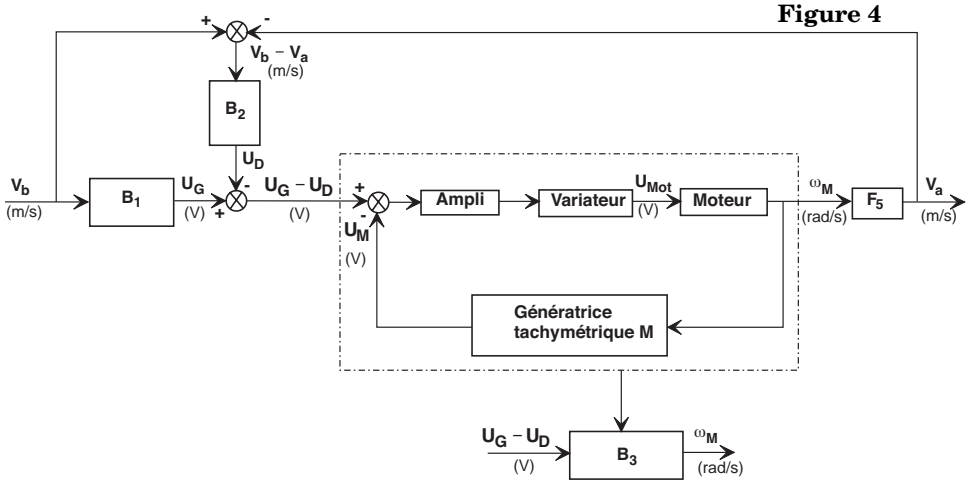 Figure 4
+
-
V_b – V_a
(m/s)
B_2
U_D
V_b
(m/s)
B_1
U_G
(V)
-
+
U_G – U_D
(V)
+
-
U_M
(V)
Ampli
Variateur
U_Mot
(V)
Moteur
ω_M
(rad/s)
F_5
V_a
(m/s)
Génératrice
tachymétrique M
U_G – U_D
(V)
B_3
ω_M
(rad/s)